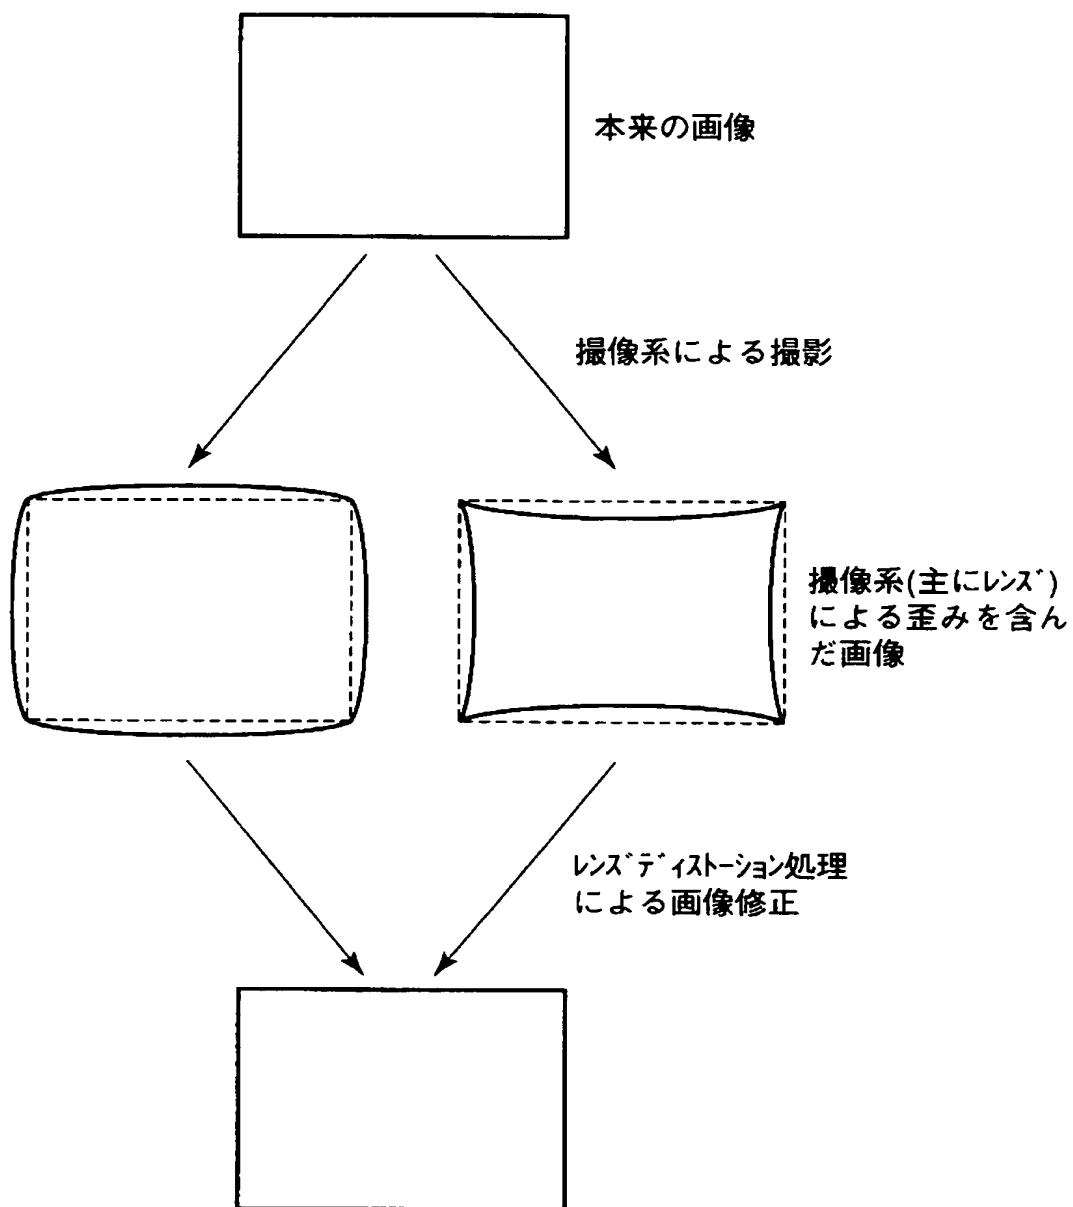 本来の画像
撮像系による撮影
撮像系(主にﾚﾝｽﾞ)
による歪みを含ん
だ画像
ﾚﾝｽﾞﾃﾞｨｽﾄｰｼｮﾝ処理
による画像修正